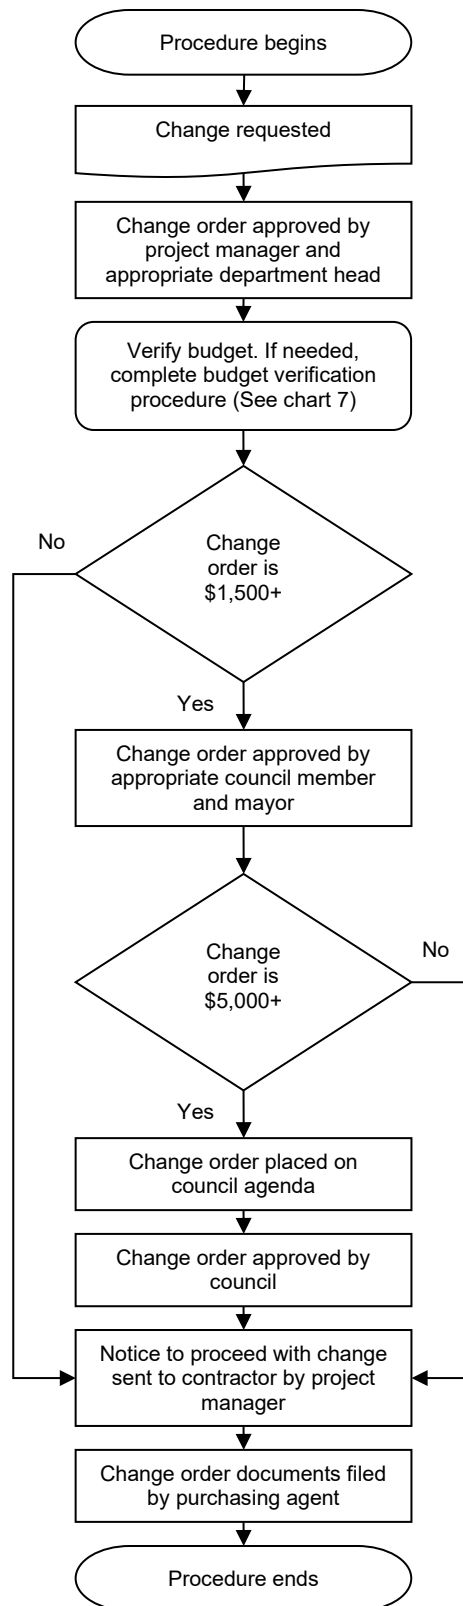 Procedure begins
Change requested
Change order approved by
project manager and
appropriate department head
Verify budget. If needed,
complete budget verification
procedure (See chart 7)
No
Change
order is
$1,500+
Yes
Change order approved by
appropriate council member
and mayor
Change
order is
$5,000+
No
Yes
Change order placed on
council agenda
Change order approved by
council
Notice to proceed with change
sent to contractor by project
manager
Change order documents filed
by purchasing agent
Procedure ends